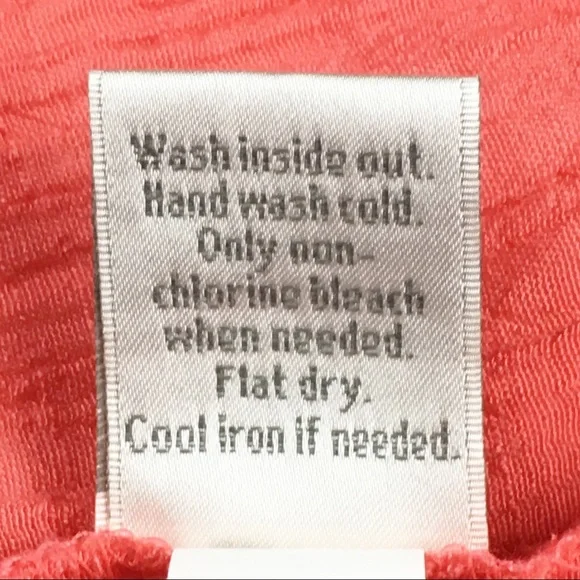 Wash inside out.
Hand wash cold.
Only non-
chlorine bleach
when needed.
Flat dry.
Cool iron if needed.